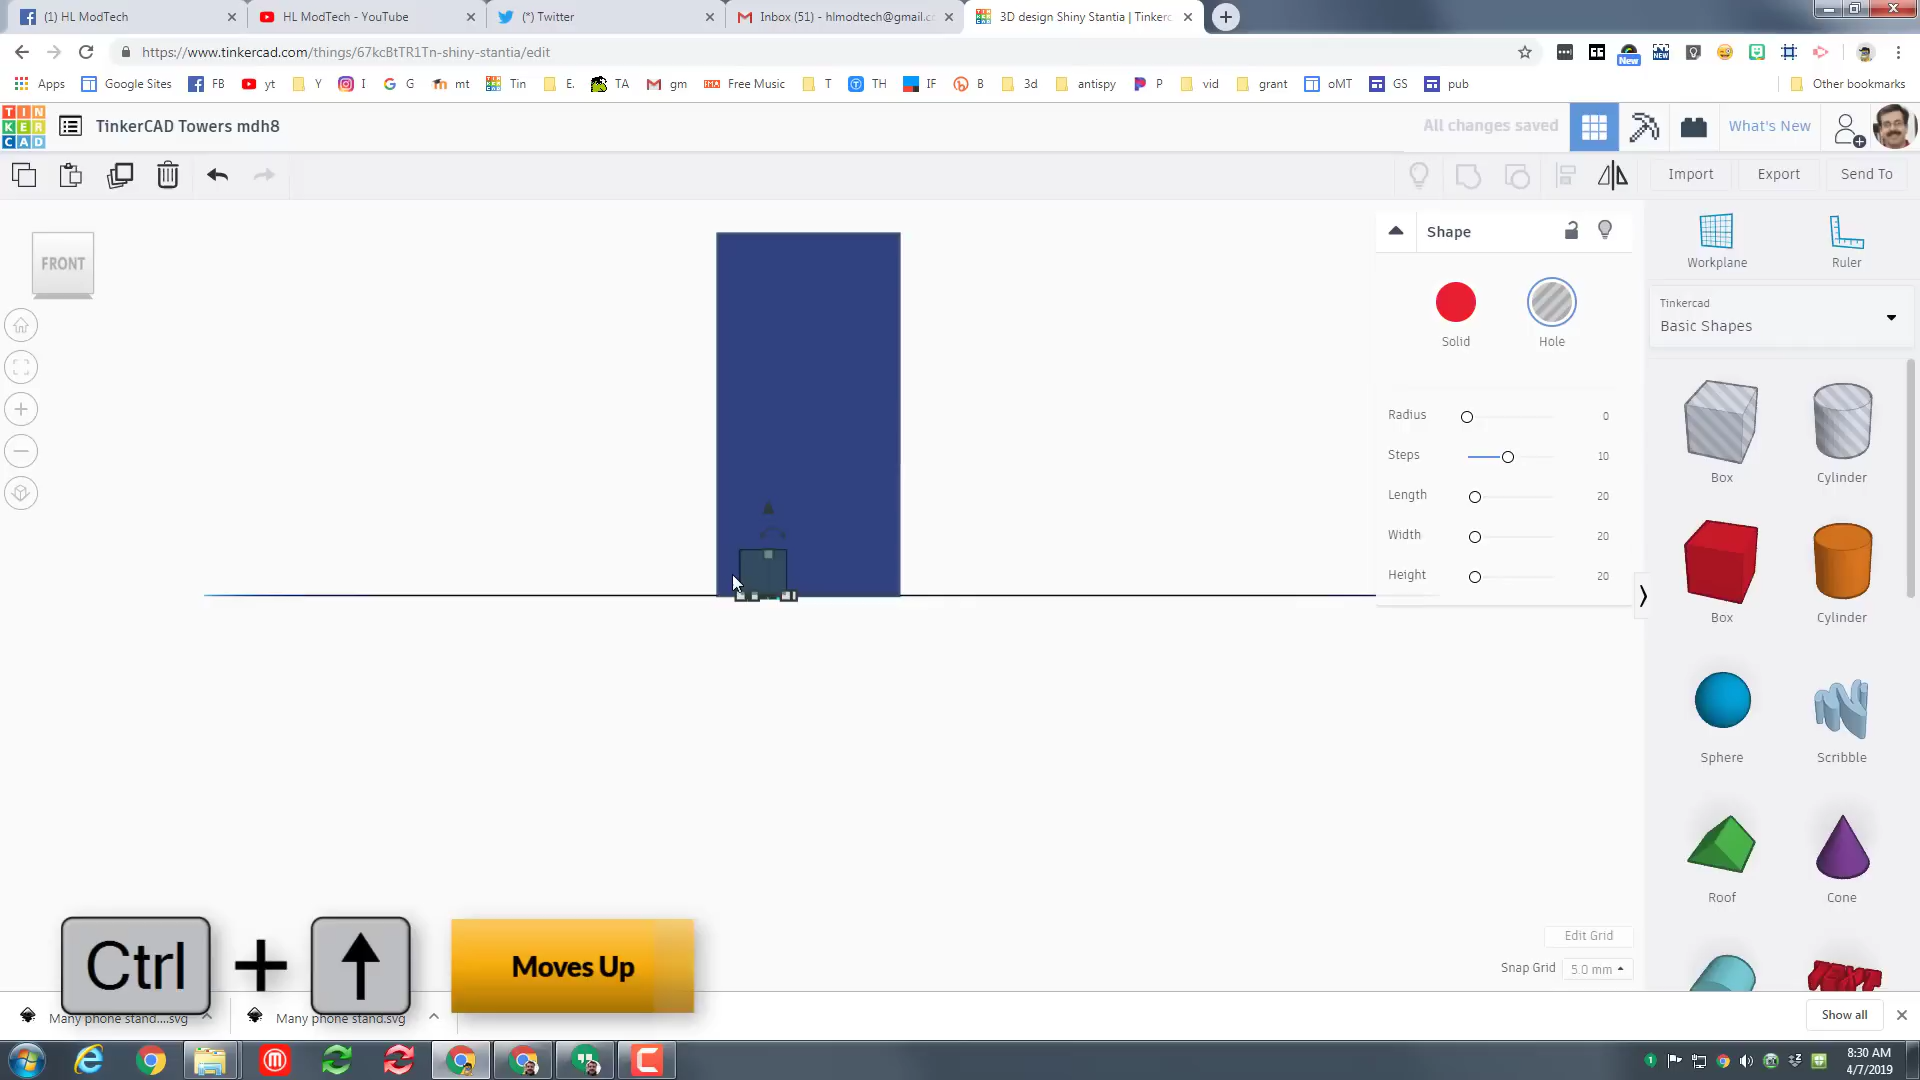 (1) HL ModTech
HL ModTech - YouTube
(*) Twitter
Inbox (51) - hlmodtech@gmail.c
3D design Shiny Stantia | Tinkerc
https://www.tinkercad.com/things/67kcBtTR1Tn-shiny-stantia/edit
New
NEW
Apps
Google Sites
FB
yt
Y
I
G
mt
Tin
E.
TA
gm
Free Music
T
TH
IF
B
3d
antispy
P
vid
grant
oMT
GS
pub
Other bookmarks
TIN
KER
CAD
TinkerCAD Towers mdh8
All changes saved
What's New
Import
Export
Send To
FRONT
Shape
Solid
Hole
Radius 0
Steps 10
Length 20
Width 20
Height 20
Workplane
Ruler
Tinkercad
Basic Shapes
Box
Cylinder
Box
Cylinder
Sphere
Scribble
Roof
Cone
TEXT
Edit Grid
Snap Grid 5.0 mm
Ctrl + ↑ Moves Up
Many phone stand....svg
Many phone stand.svg
Show all
8:30 AM
4/7/2019